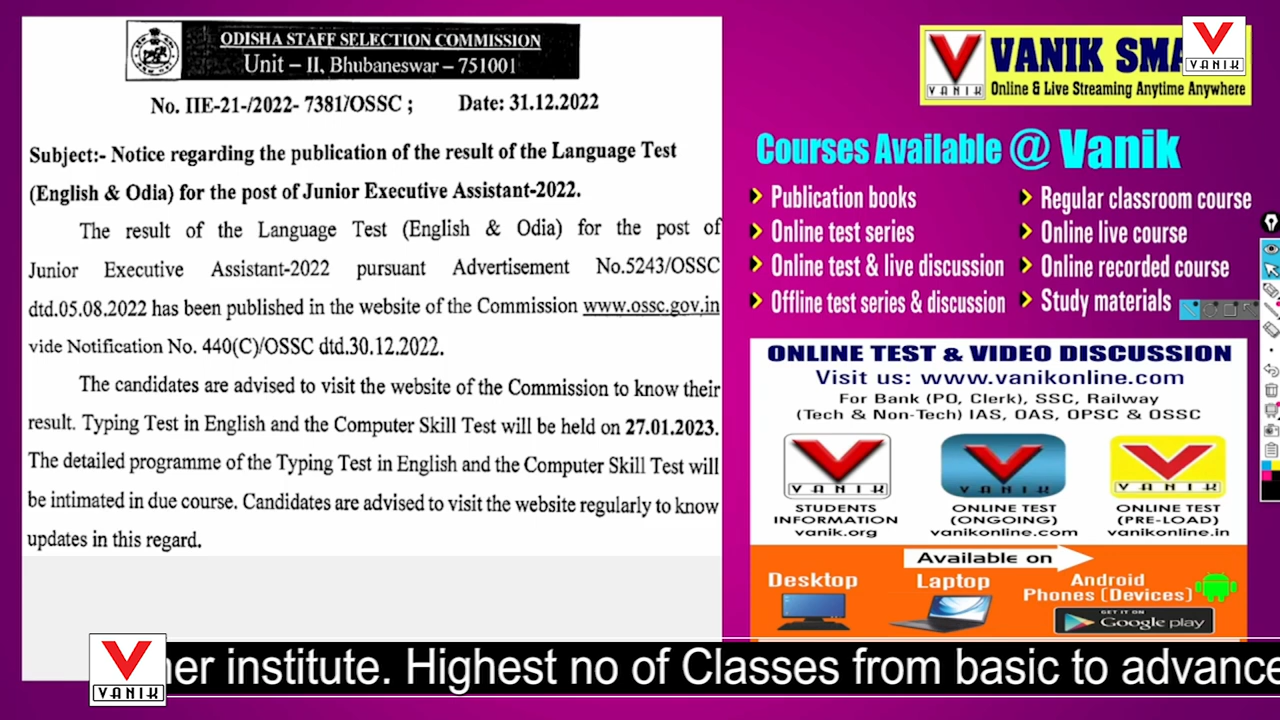 ODISHA STAFF SELECTION COMMISSION
Unit – II, Bhubaneswar – 751001
No. IIE-21-/2022- 7381/OSSC ; Date: 31.12.2022
Subject:- Notice regarding the publication of the result of the Language Test
(English & Odia) for the post of Junior Executive Assistant-2022.
The result of the Language Test (English & Odia) for the post of
Junior Executive Assistant-2022 pursuant Advertisement No.5243/OSSC
dtd.05.08.2022 has been published in the website of the Commission www.ossc.gov.in
vide Notification No. 440(C)/OSSC dtd.30.12.2022.
The candidates are advised to visit the website of the Commission to know their
result. Typing Test in English and the Computer Skill Test will be held on 27.01.2023.
The detailed programme of the Typing Test in English and the Computer Skill Test will
be intimated in due course. Candidates are advised to visit the website regularly to know
updates in this regard.
VANIK
VANIK SMA
VANIK
Online & Live Streaming Anytime Anywhere
Courses Available @ Vanik
Publication books
Online test series
Online test & live discussion
Offline test series & discussion
Regular classroom course
Online live course
Online recorded course
Study materials
ONLINE TEST & VIDEO DISCUSSION
Visit us: www.vanikonline.com
For Bank (PO, Clerk), SSC, Railway
(Tech & Non-Tech) IAS, OAS, OPSC & OSSC
VANIK
STUDENTS
INFORMATION
vanik.org
VANIK
ONLINE TEST
(ONGOING)
vanikonline.com
VANIK
ONLINE TEST
(PRE-LOAD)
vanikonline.in
Available on
Desktop
Laptop
Android
Phones (Devices)
GET IT ON
Google play
VANIK
her institute. Highest no of Classes from basic to advance